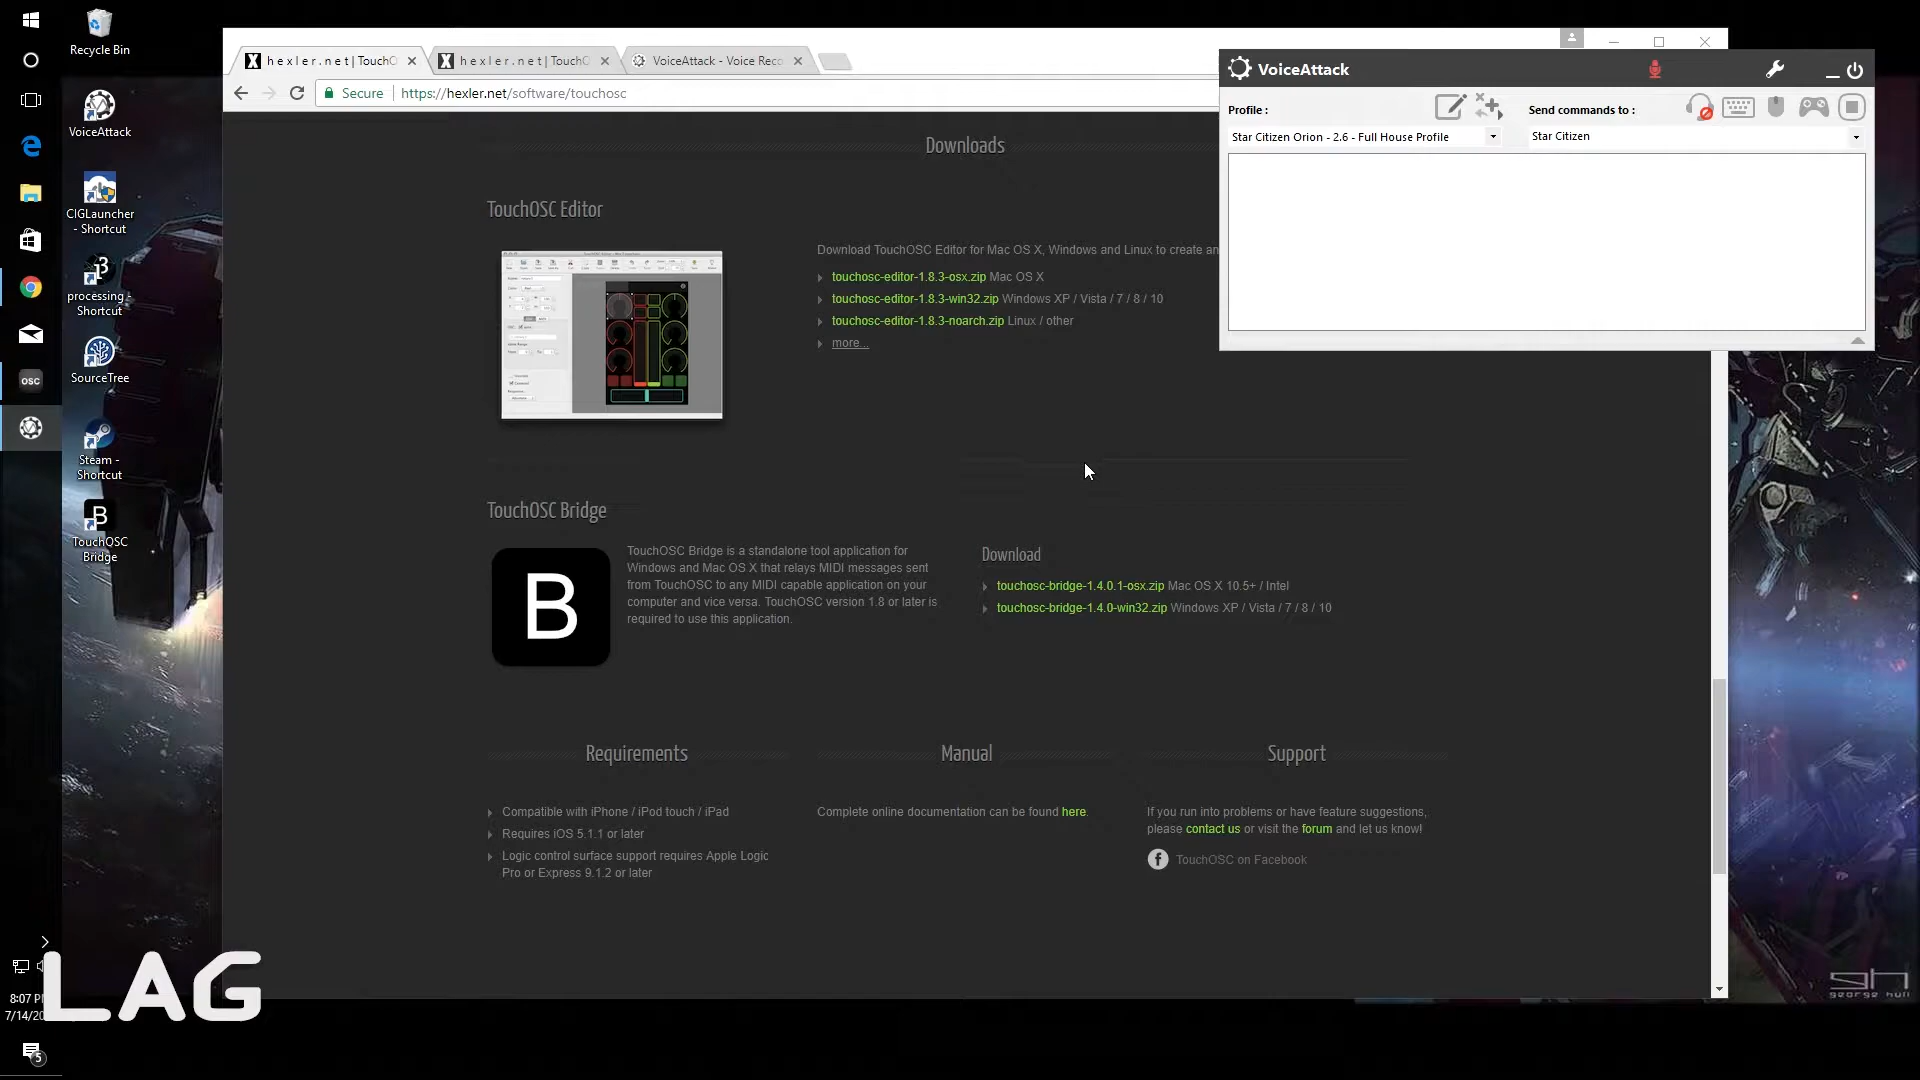 Recycle Bin
VoiceAttack
CIGLauncher
- Shortcut
processing -
Shortcut
SourceTree
Steam -
Shortcut
B
TouchOSC
Bridge
OSC
8:07 P
7/14/20
5
LAG
h e x l e r . n e t | TouchO
h e x l e r . n e t | TouchO
VoiceAttack - Voice Reco
Secure
https://hexler.net/software/touchosc
Downloads
TouchOSC Editor
Download TouchOSC Editor for Mac OS X, Windows and Linux to create an
touchosc-editor-1.8.3-osx.zip Mac OS X
touchosc-editor-1.8.3-win32.zip Windows XP / Vista / 7 / 8 / 10
touchosc-editor-1.8.3-noarch.zip Linux / other
more...
TouchOSC Bridge
B
TouchOSC Bridge is a standalone tool application for
Windows and Mac OS X that relays MIDI messages sent
from TouchOSC to any MIDI capable application on your
computer and vice versa. TouchOSC version 1.8 or later is
required to use this application.
Download
touchosc-bridge-1.4.0.1-osx.zip Mac OS X 10.5+ / Intel
touchosc-bridge-1.4.0-win32.zip Windows XP / Vista / 7 / 8 / 10
Requirements
Compatible with iPhone / iPod touch / iPad
Requires iOS 5.1.1 or later
Logic control surface support requires Apple Logic
Pro or Express 9.1.2 or later
Manual
Complete online documentation can be found here.
Support
If you run into problems or have feature suggestions,
please contact us or visit the forum and let us know!
TouchOSC on Facebook
VoiceAttack
Profile :
Send commands to :
Star Citizen Orion - 2.6 - Full House Profile
Star Citizen
george hull